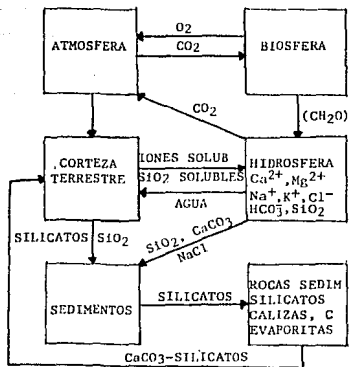 O2
ATMOSFERA
CO2
BIOSFERA
CO2
(CH2O)
.CORTEZA
TERRESTRE
IONES SOLUB
SiO2 SOLUBLES
AGUA
HIDROSFERA
Ca2+,Mg2+
Na+,K+,Cl-
HCO3-,SiO2
SILICATOS SiO2
SiO2, CaCO3
NaCl
SEDIMENTOS
SILICATOS
ROCAS SEDIM
SILICATOS
CALIZAS, C
EVAPORITAS
CaCO3-SILICATOS